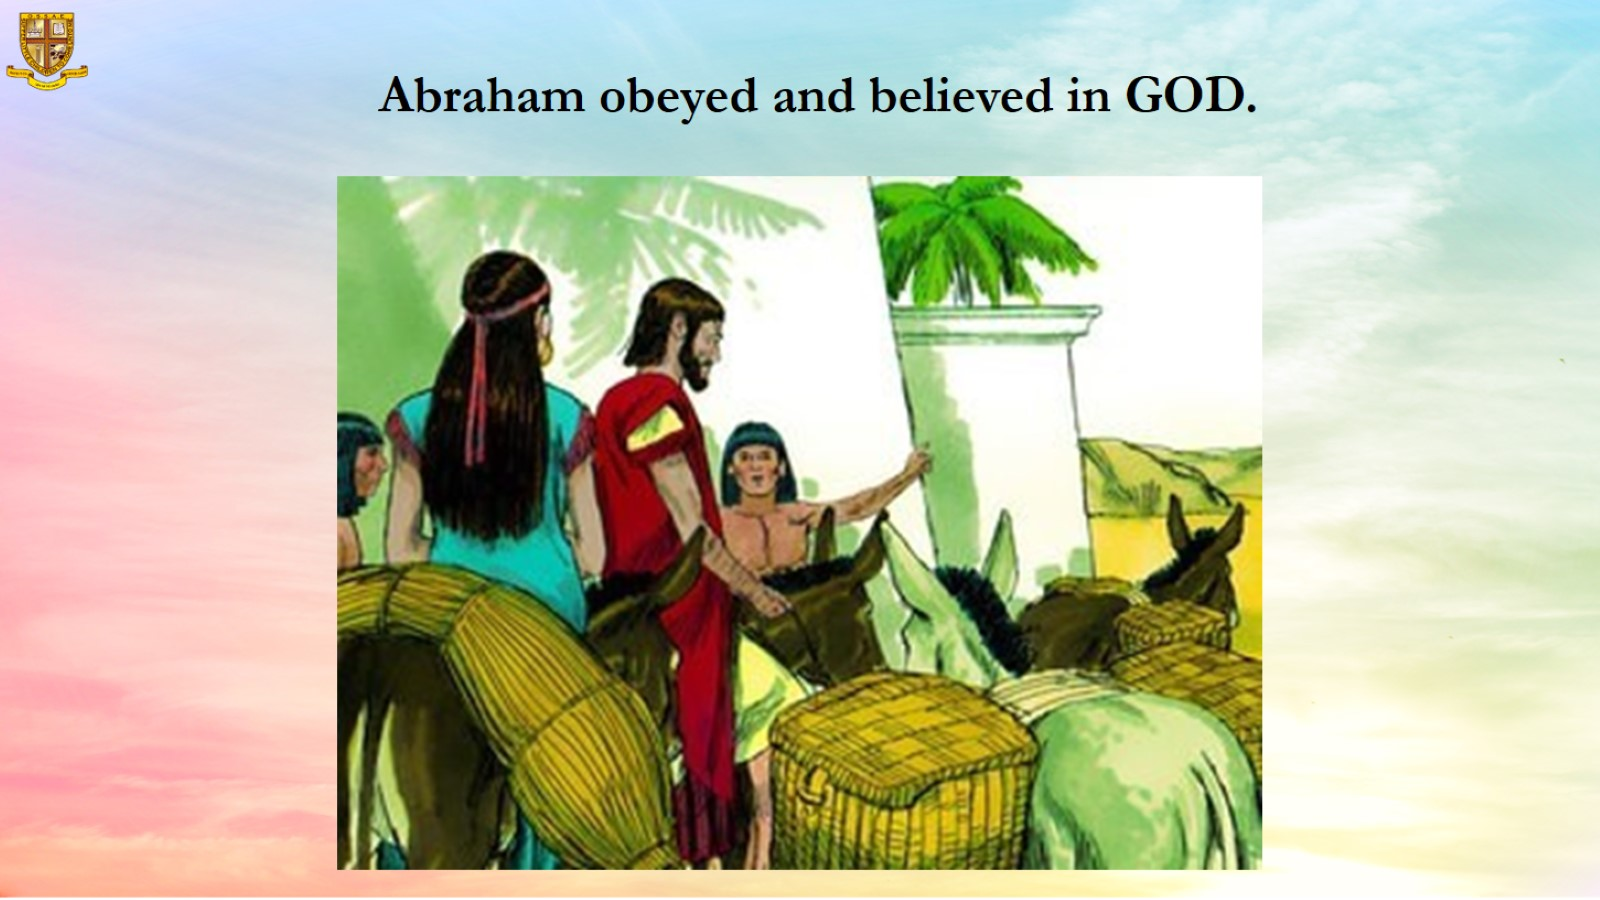 D.S.S.A.E.
Abraham obeyed and believed in GOD.